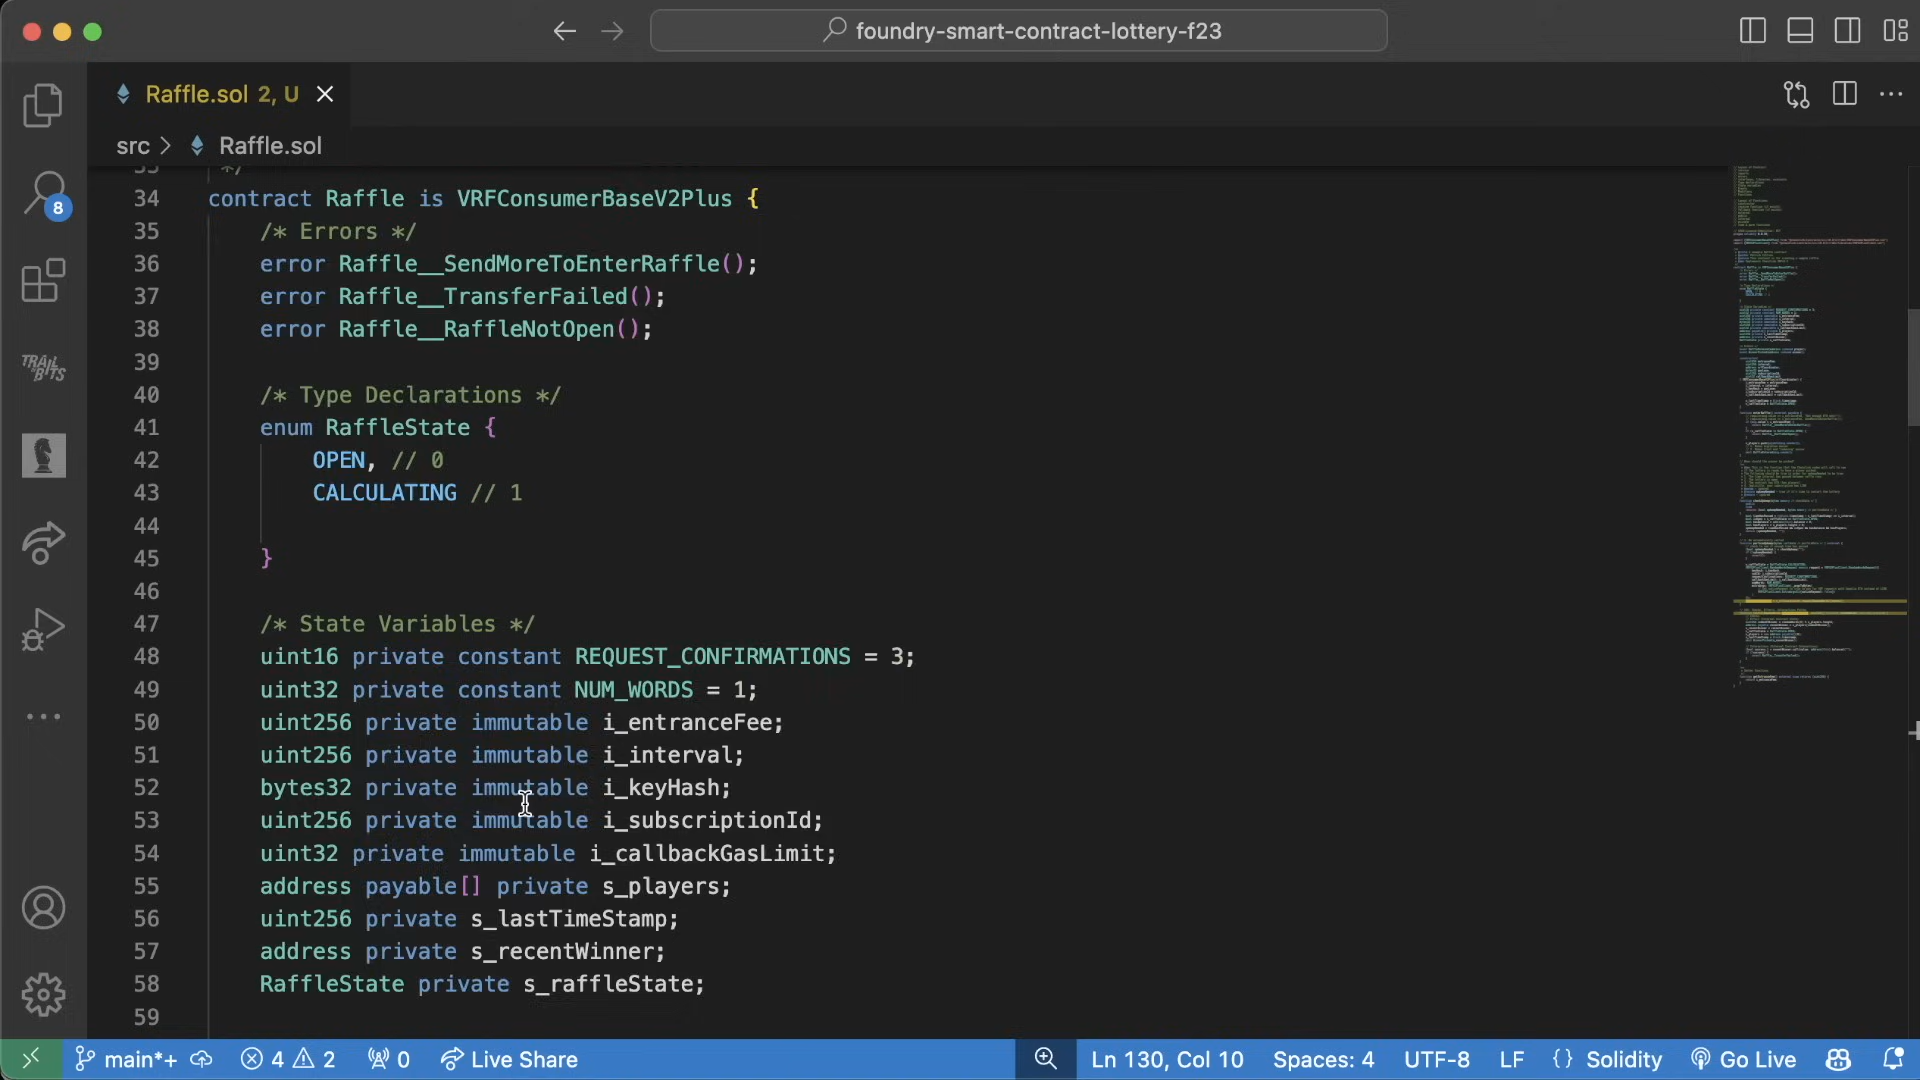 foundry-smart-contract-lottery-f23
Raffle.sol 2, U
src > Raffle.sol
8
TRAIL OF BITS
33 */
34 contract Raffle is VRFConsumerBaseV2Plus {
35 /* Errors */
36 error Raffle__SendMoreToEnterRaffle();
37 error Raffle__TransferFailed();
38 error Raffle__RaffleNotOpen();
39
40 /* Type Declarations */
41 enum RaffleState {
42 OPEN, // 0
43 CALCULATING // 1
44
45 }
46
47 /* State Variables */
48 uint16 private constant REQUEST_CONFIRMATIONS = 3;
49 uint32 private constant NUM_WORDS = 1;
50 uint256 private immutable i_entranceFee;
51 uint256 private immutable i_interval;
52 bytes32 private immutable i_keyHash;
53 uint256 private immutable i_subscriptionId;
54 uint32 private immutable i_callbackGasLimit;
55 address payable[] private s_players;
56 uint256 private s_lastTimeStamp;
57 address private s_recentWinner;
58 RaffleState private s_raffleState;
59
main*+ 4 2 0 Live Share Ln 130, Col 10 Spaces: 4 UTF-8 LF {} Solidity Go Live